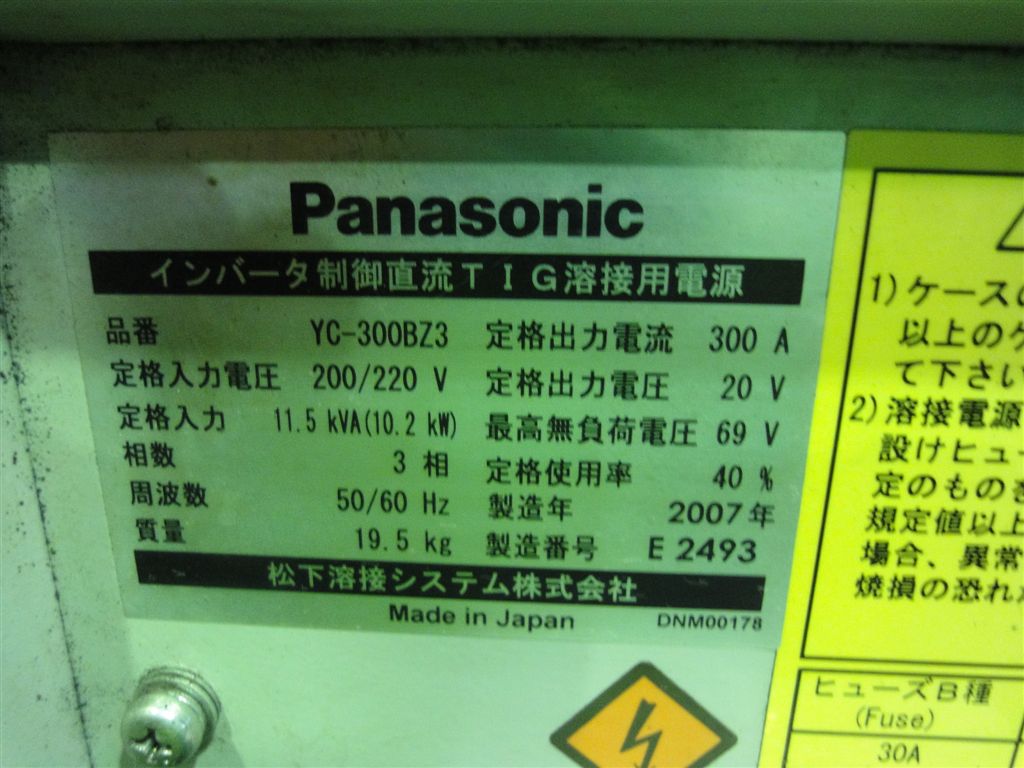 Panasonic
インバータ制御直流TIG溶接用電源
品番 YC-300BZ3 定格出力電流 300 A
定格入力電圧 200/220 V 定格出力電圧 20 V
定格入力 11.5 kVA(10.2 kW) 最高無負荷電圧 69 V
相数 3 相 定格使用率 40 %
周波数 50/60 Hz 製造年 2007年
質量 19.5 kg 製造番号 E 2493
松下溶接システム株式会社
Made in Japan DNM00178
1) ケースの
以上の
て下さい
2) 溶接電源
設けヒュー
定のものを
規定値以上
場合、異常
焼損の恐れ
ヒューズB種
(Fuse)
30A